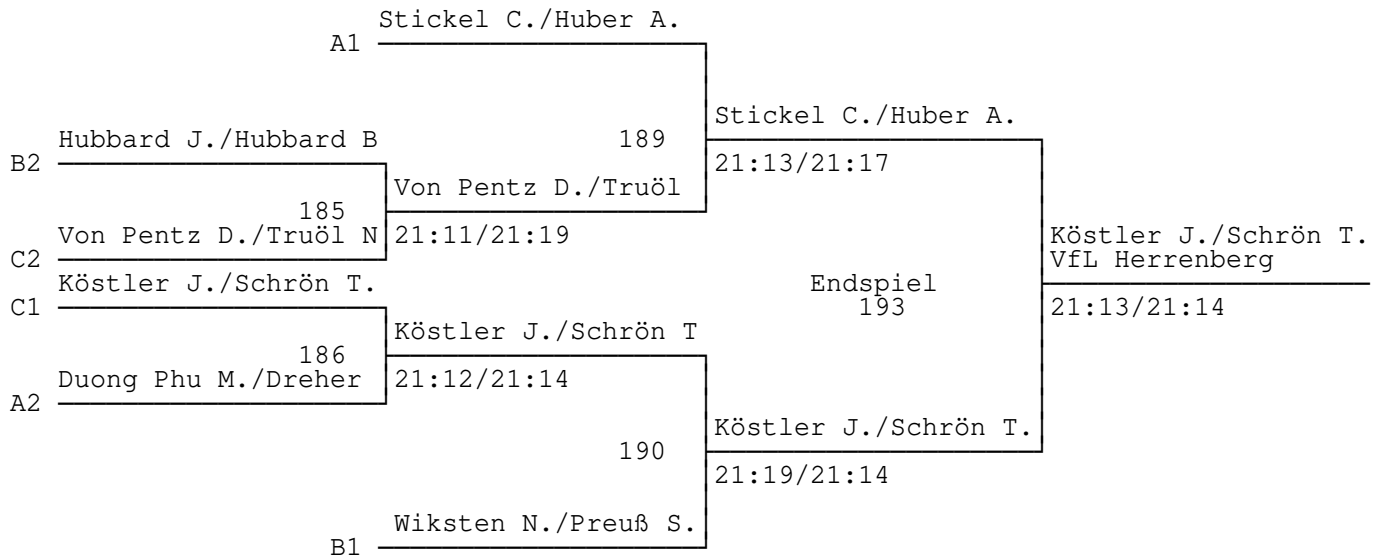 Stickel C./Huber A.
A1
Stickel C./Huber A.
Hubbard J./Hubbard B
189
B2
21:13/21:17
Von Pentz D./Truöl
185
Von Pentz D./Truöl N
21:11/21:19
Köstler J./Schrön T.
C2
VfL Herrenberg
Köstler J./Schrön T.
Endspiel
C1
193
21:13/21:14
Köstler J./Schrön T
186
Duong Phu M./Dreher
21:12/21:14
A2
Köstler J./Schrön T.
190
21:19/21:14
Wiksten N./Preuß S.
B1